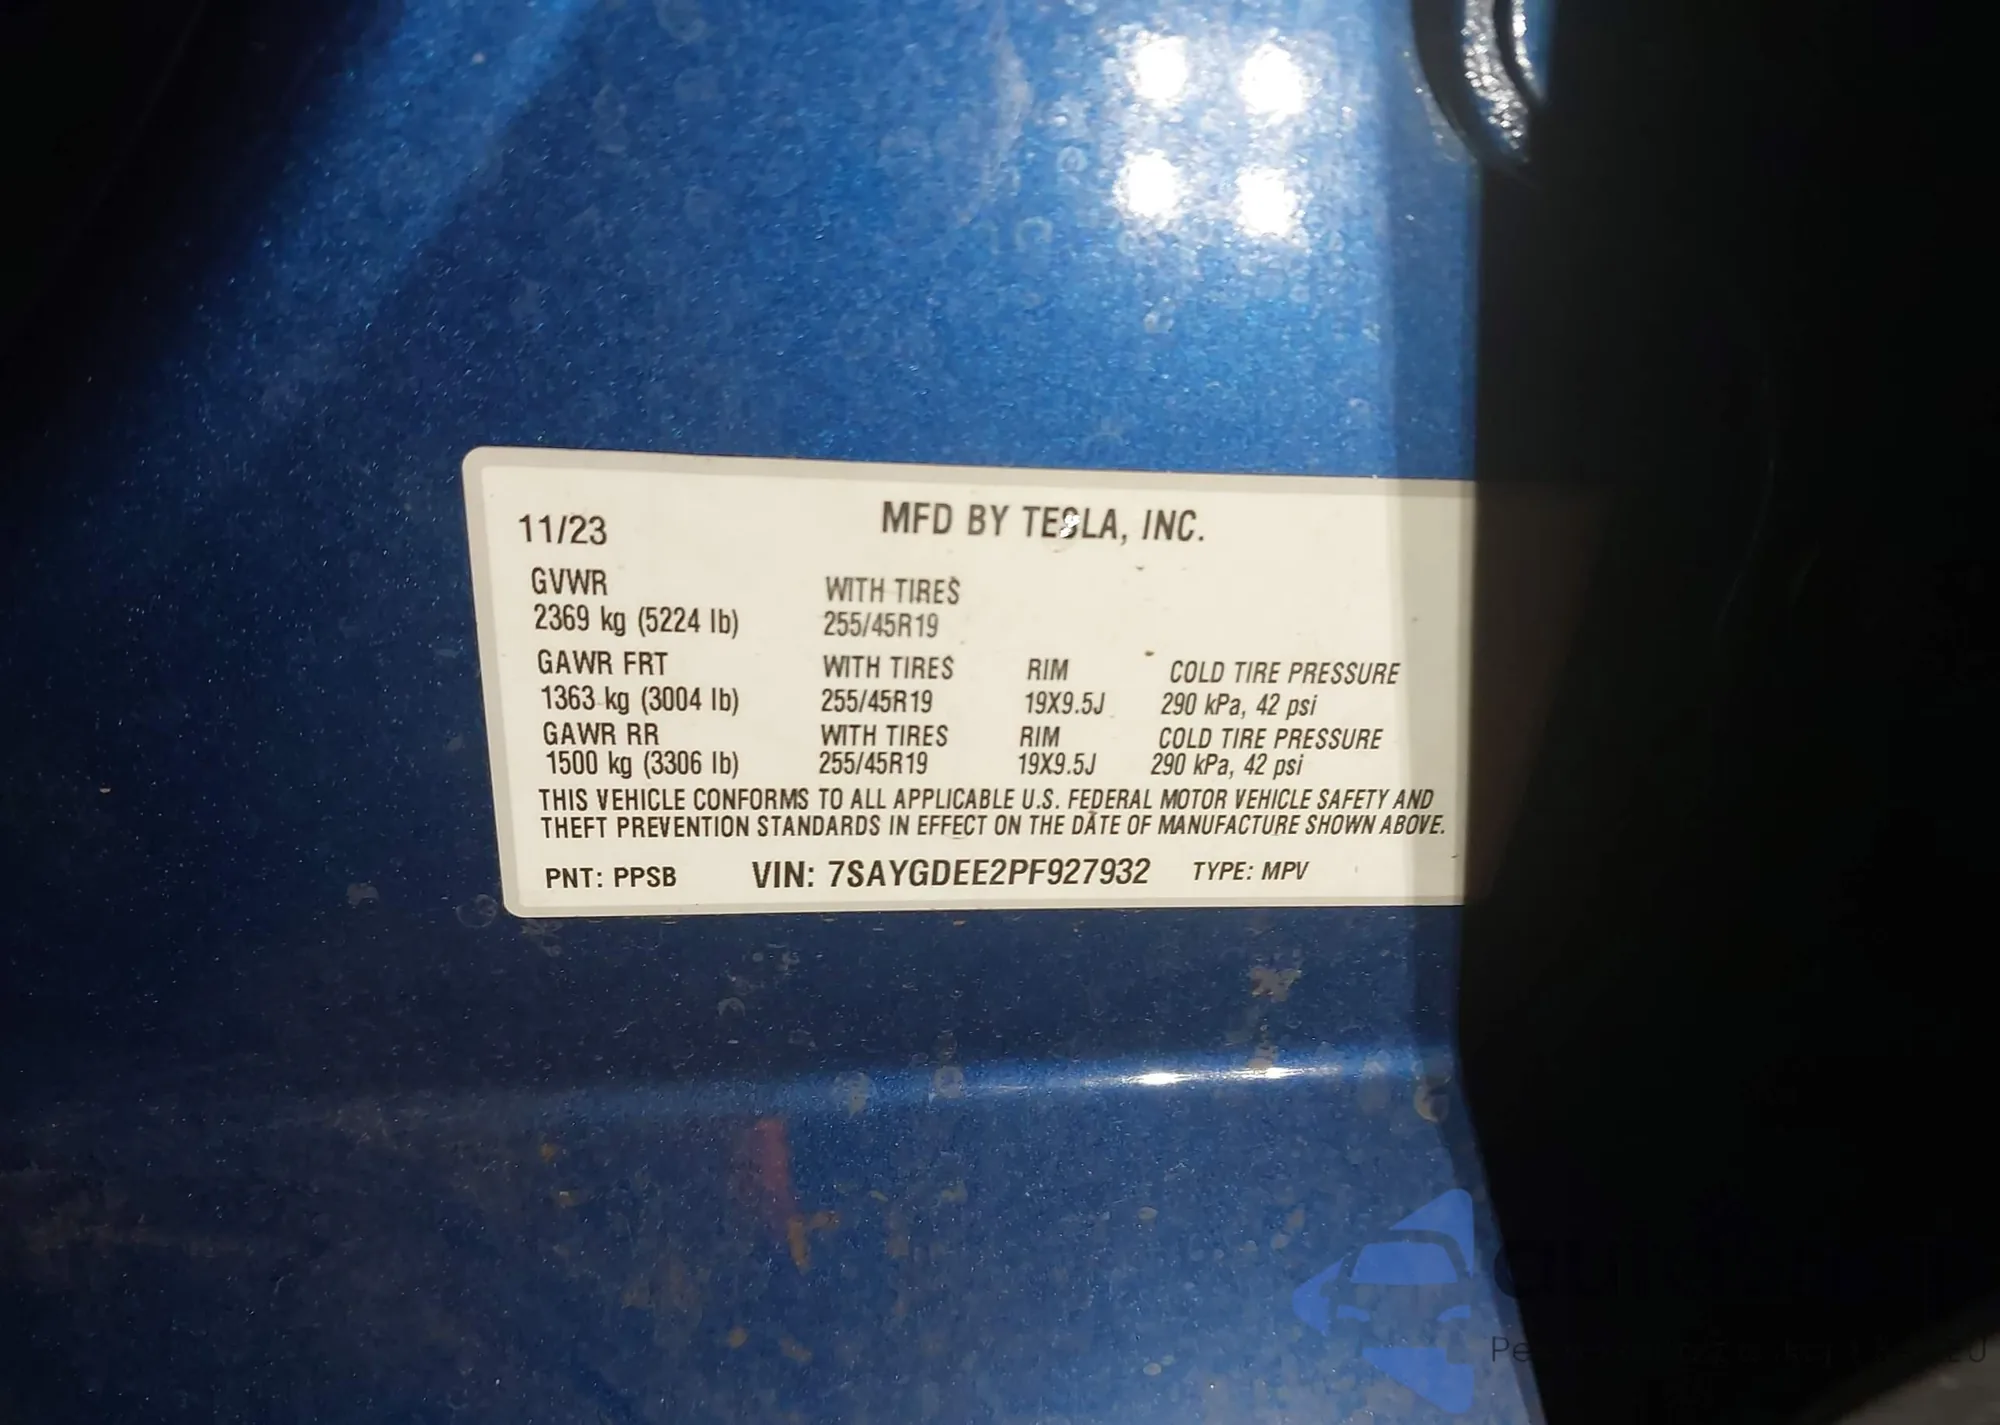 11/23 MFD BY TESLA, INC.
GVWR WITH TIRES
2369 kg (5224 lb) 255/45R19
GAWR FRT WITH TIRES RIM COLD TIRE PRESSURE
1363 kg (3004 lb) 255/45R19 19X9.5J 290 kPa, 42 psi
GAWR RR WITH TIRES RIM COLD TIRE PRESSURE
1500 kg (3306 lb) 255/45R19 19X9.5J 290 kPa, 42 psi
THIS VEHICLE CONFORMS TO ALL APPLICABLE U.S. FEDERAL MOTOR VEHICLE SAFETY AND
THEFT PREVENTION STANDARDS IN EFFECT ON THE DATE OF MANUFACTURE SHOWN ABOVE.
PNT: PPSB VIN: 7SAYGDEE2PF927932 TYPE: MPV